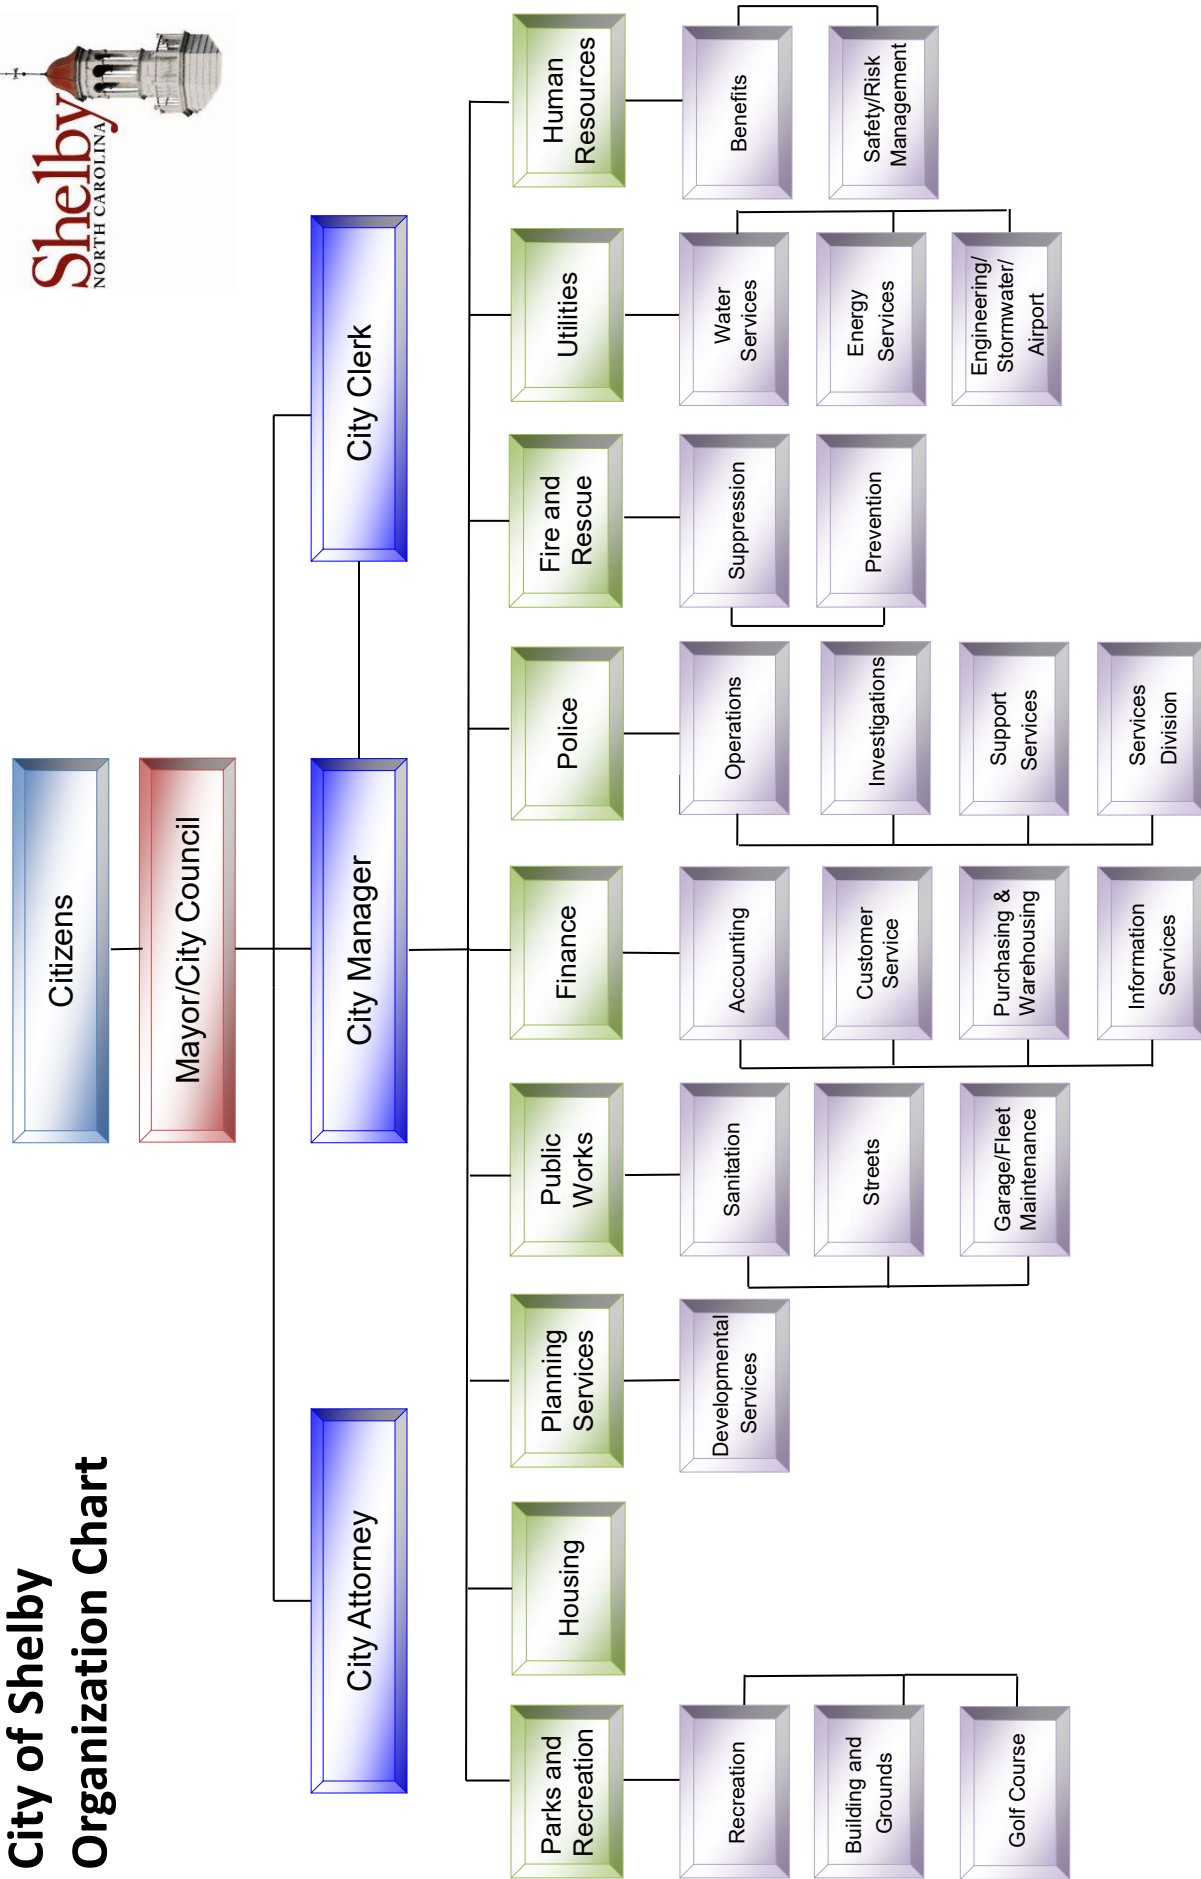 City of Shelby
Organization Chart
Shelby
NORTH CAROLINA
Citizens
Mayor/City Council
City Attorney
City Manager
City Clerk
Parks and
Recreation
Housing
Planning
Services
Public
Works
Finance
Police
Fire and
Rescue
Utilities
Human
Resources
Recreation
Building and
Grounds
Golf Course
Developmental
Services
Sanitation
Streets
Garage/Fleet
Maintenance
Accounting
Customer
Service
Purchasing &
Warehousing
Information
Services
Operations
Investigations
Support
Services
Services
Division
Suppression
Prevention
Water
Services
Energy
Services
Engineering/
Stormwater/
Airport
Benefits
Safety/Risk
Management